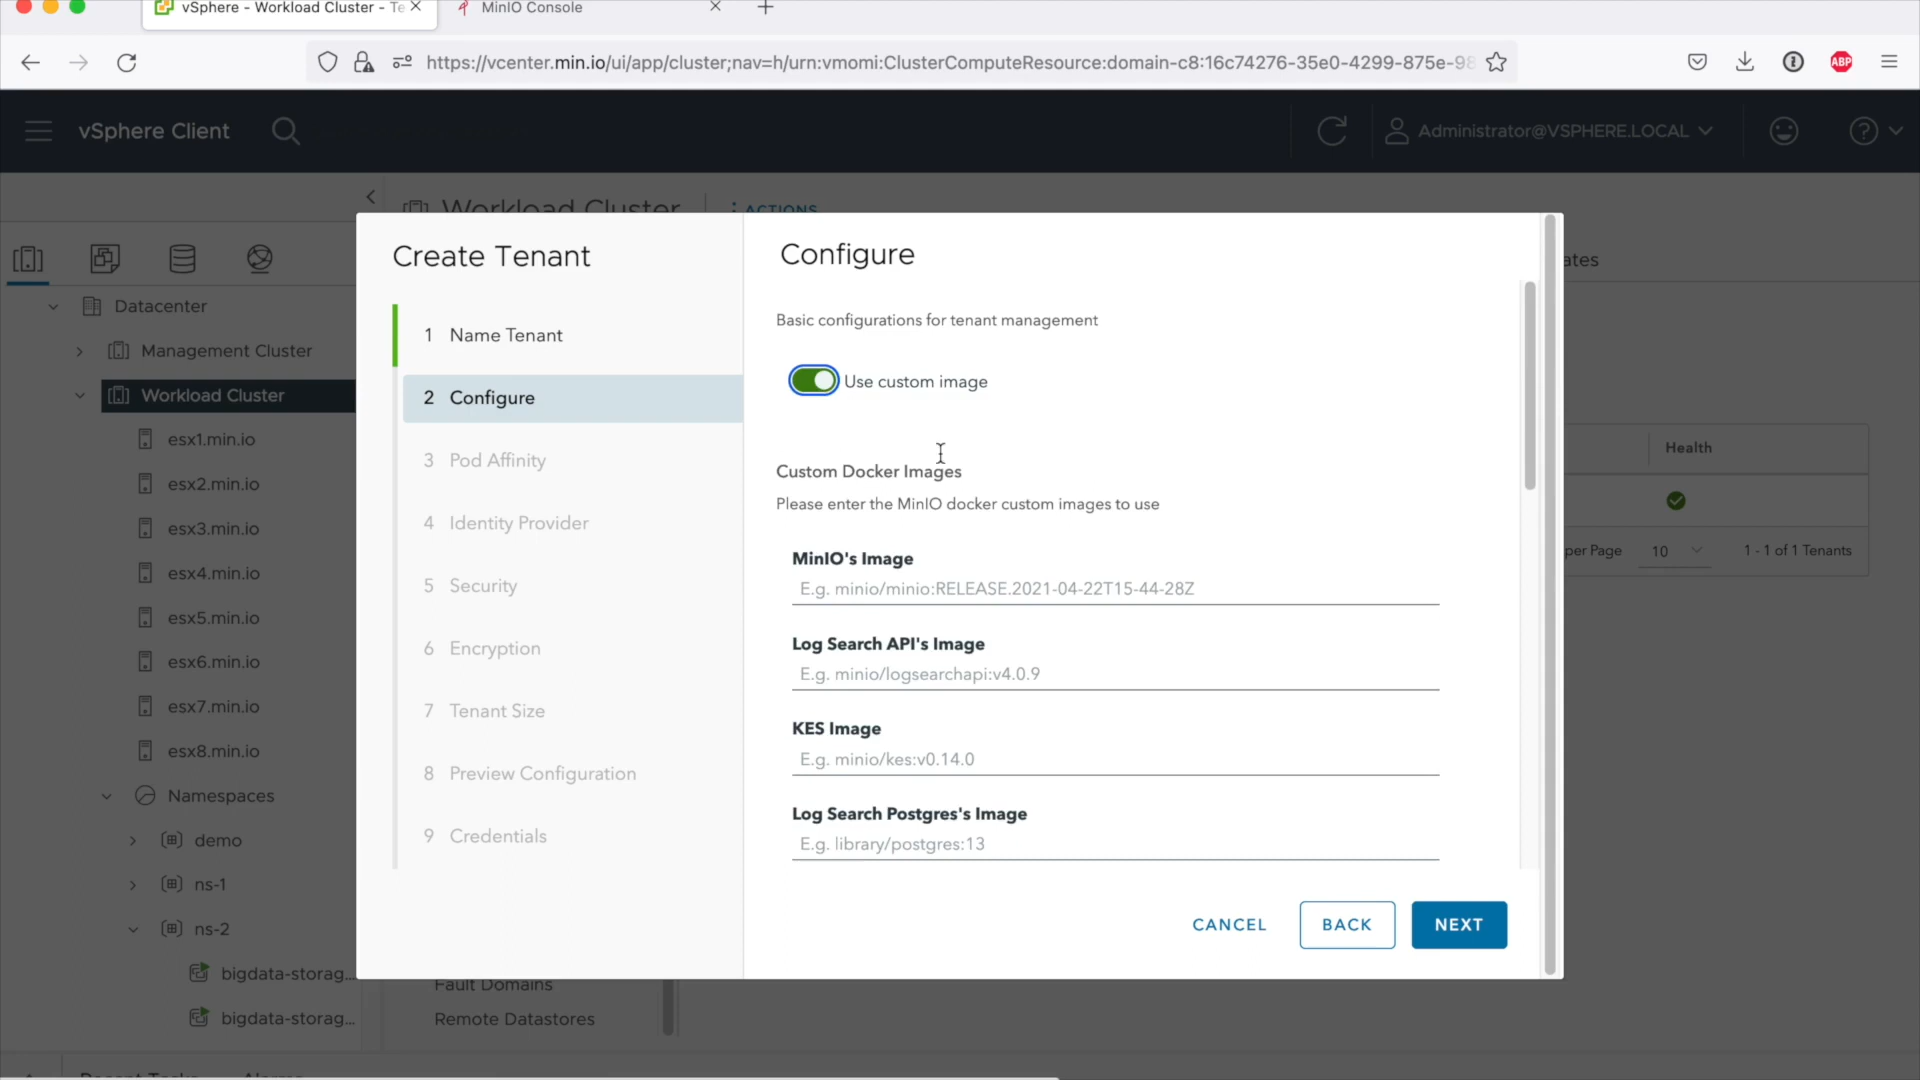 vSphere - Workload Cluster - Te
MinIO Console
https://vcenter.min.io/ui/app/cluster;nav=h/urn:vmomi:ClusterComputeResource:domain-c8:16c74276-35e0-4299-875e-98
ABP
vSphere Client
Administrator@VSPHERE.LOCAL
Workload Cluster
ACTIONS
Datacenter
Management Cluster
Workload Cluster
esx1.min.io
esx2.min.io
esx3.min.io
esx4.min.io
esx5.min.io
esx6.min.io
esx7.min.io
esx8.min.io
Namespaces
demo
ns-1
ns-2
bigdata-storag...
bigdata-storag...
Create Tenant
1 Name Tenant
2 Configure
3 Pod Affinity
4 Identity Provider
5 Security
6 Encryption
7 Tenant Size
8 Preview Configuration
9 Credentials
Configure
Basic configurations for tenant management
Use custom image
Custom Docker Images
Please enter the MinIO docker custom images to use
MinIO's Image
E.g. minio/minio:RELEASE.2021-04-22T15-44-28Z
Log Search API's Image
E.g. minio/logsearchapi:v4.0.9
KES Image
E.g. minio/kes:v0.14.0
Log Search Postgres's Image
E.g. library/postgres:13
CANCEL
BACK
NEXT
ates
Health
per Page 10 1 - 1 of 1 Tenants
Fault Domains
Remote Datastores
Recent Tasks
Alarms